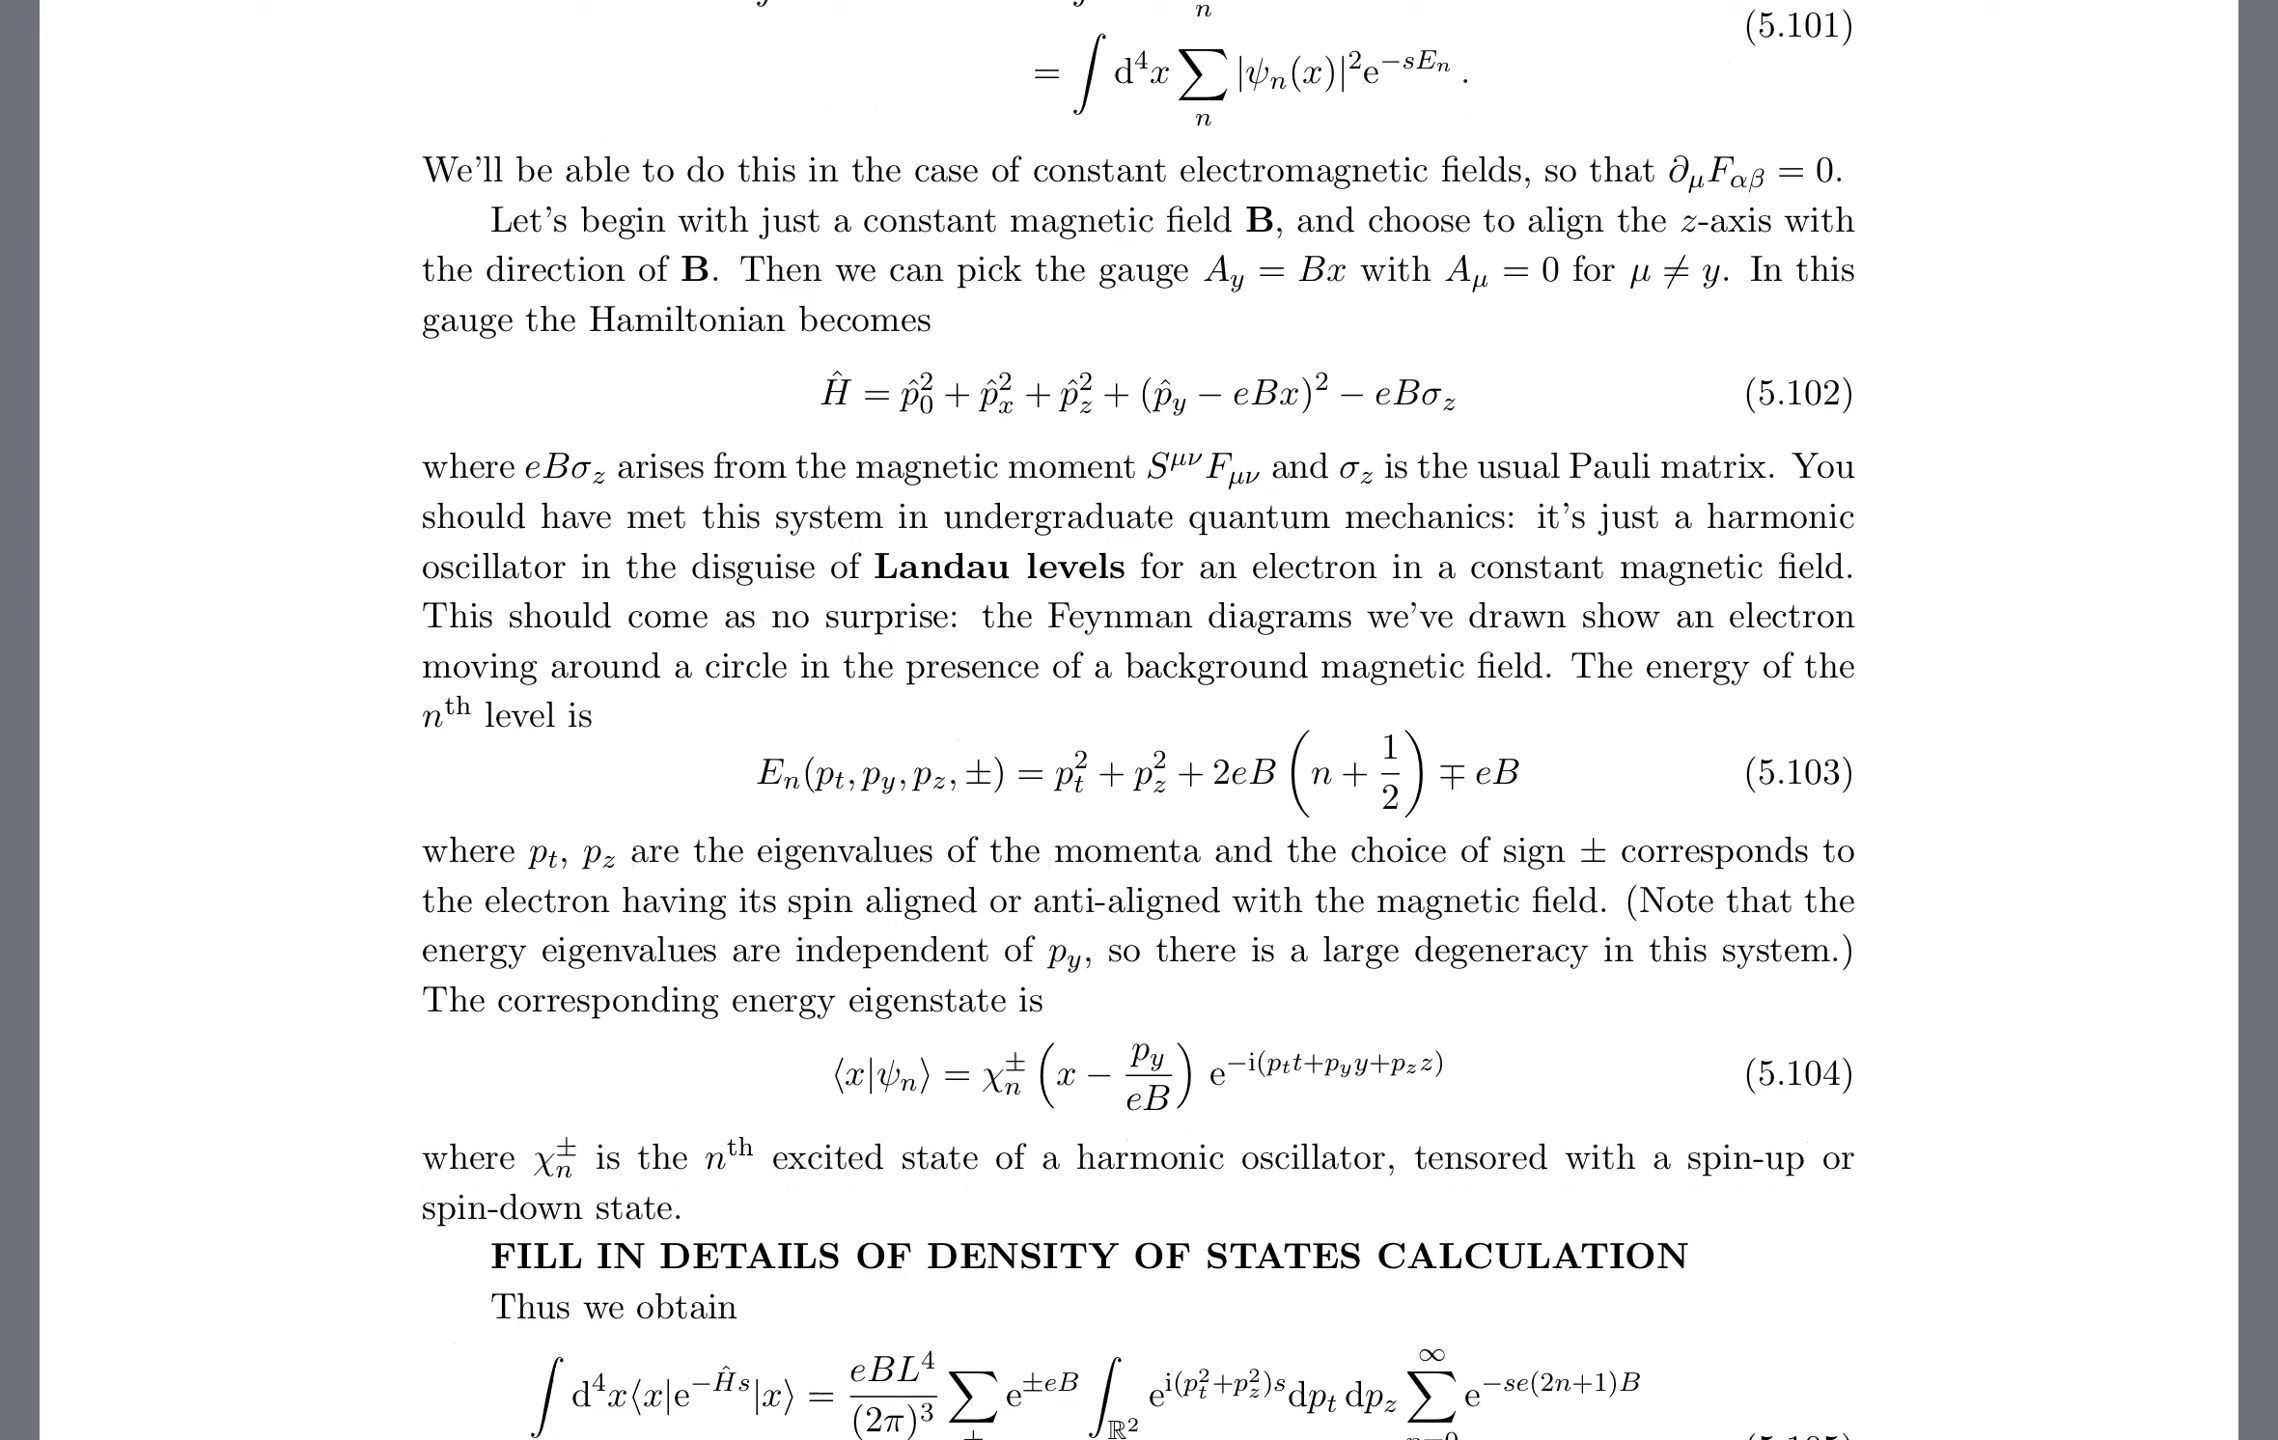 n
(5.101)
= ∫ d⁴x ∑ₙ |ψₙ(x)|²e^{−sEₙ} .
We'll be able to do this in the case of constant electromagnetic fields, so that ∂_μF_{αβ} = 0.
Let's begin with just a constant magnetic field B, and choose to align the z-axis with
the direction of B. Then we can pick the gauge A_y = Bx with A_μ = 0 for μ ≠ y. In this
gauge the Hamiltonian becomes
Ĥ = p̂₀² + p̂ₓ² + p̂_z² + (p̂_y − eBx)² − eBσ_z (5.102)
where eBσ_z arises from the magnetic moment S^{μν}F_{μν} and σ_z is the usual Pauli matrix. You
should have met this system in undergraduate quantum mechanics: it's just a harmonic
oscillator in the disguise of Landau levels for an electron in a constant magnetic field.
This should come as no surprise: the Feynman diagrams we've drawn show an electron
moving around a circle in the presence of a background magnetic field. The energy of the
n^{th} level is
Eₙ(p_t, p_y, p_z, ±) = p_t² + p_z² + 2eB (n + 1/2) ∓ eB (5.103)
where p_t, p_z are the eigenvalues of the momenta and the choice of sign ± corresponds to
the electron having its spin aligned or anti-aligned with the magnetic field. (Note that the
energy eigenvalues are independent of p_y, so there is a large degeneracy in this system.)
The corresponding energy eigenstate is
⟨x|ψₙ⟩ = χₙ^± (x − p_y/eB) e^{−i(p_t t+p_y y+p_z z)} (5.104)
where χₙ^± is the n^{th} excited state of a harmonic oscillator, tensored with a spin-up or
spin-down state.
FILL IN DETAILS OF DENSITY OF STATES CALCULATION
Thus we obtain
∫ d⁴x⟨x|e^{−Ĥs}|x⟩ = eBL⁴/(2π)³ ∑_± e^{±eB} ∫_{ℝ²} e^{i(p_t²+p_z²)s} dp_t dp_z ∑_{n=0}^∞ e^{−se(2n+1)B}